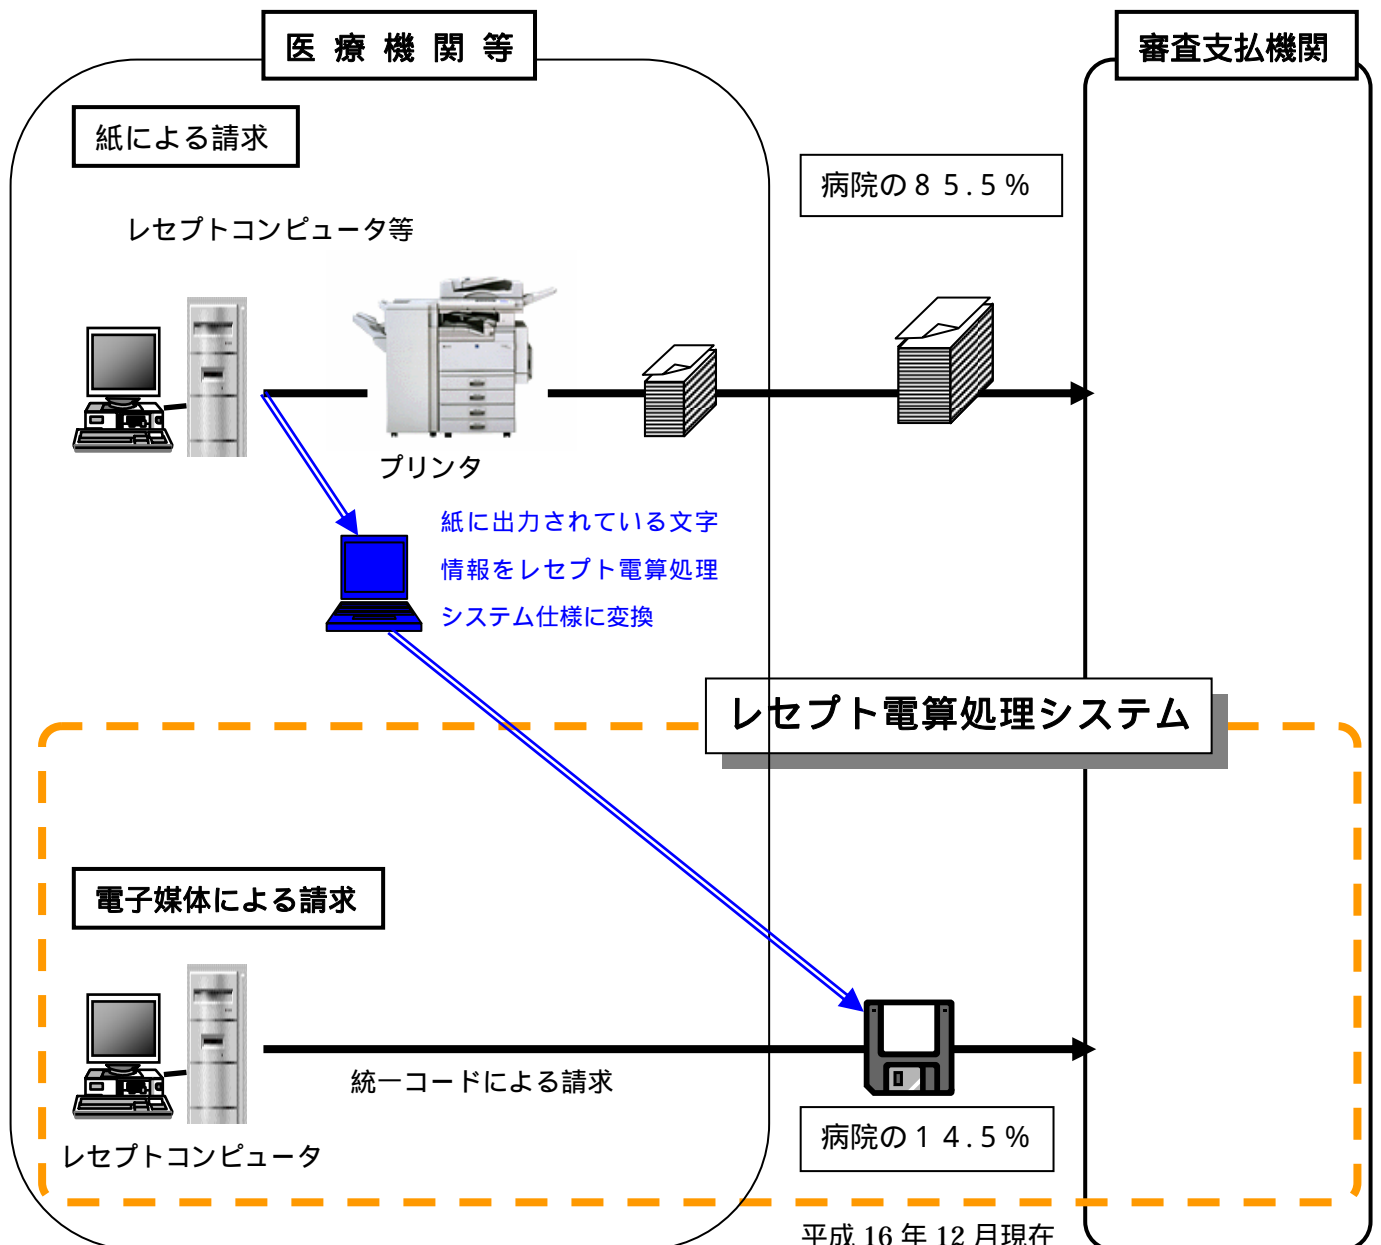 医 療 機 関 等
審査支払機関
紙による請求
病院の８５.５％
レセプトコンピュータ等
プリンタ
紙に出力されている文字
情報をレセプト電算処理
システム仕様に変換
レセプト電算処理システム
電子媒体による請求
統一コードによる請求
病院の１４.５％
レセプトコンピュータ
平成 16 年 12 月現在